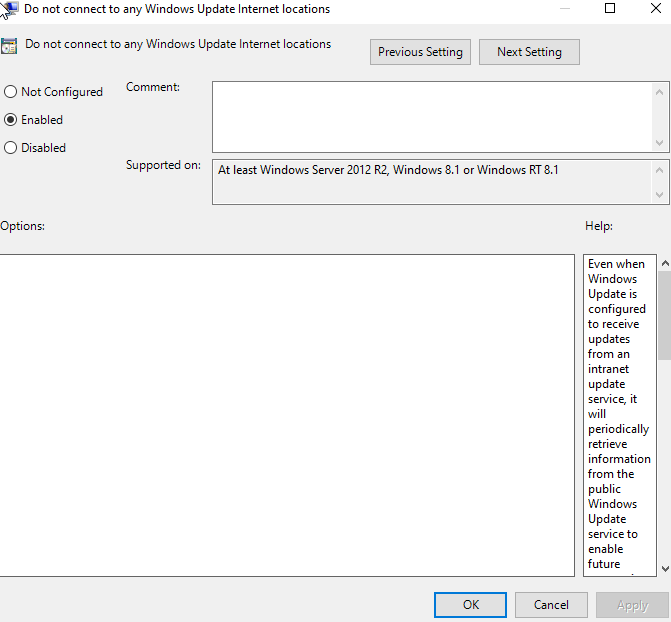 Do not connect to any Windows Update Internet locations
Do not connect to any Windows Update Internet locations
Previous Setting
Next Setting
Not Configured
Enabled
Disabled
Comment:
Supported on:
At least Windows Server 2012 R2, Windows 8.1 or Windows RT 8.1
Options:
Help:
Even when
Windows
Update is
configured
to receive
updates
from an
intranet
update
service, it
will
periodically
retrieve
information
from the
public
Windows
Update
service to
enable
future
OK
Cancel
Apply